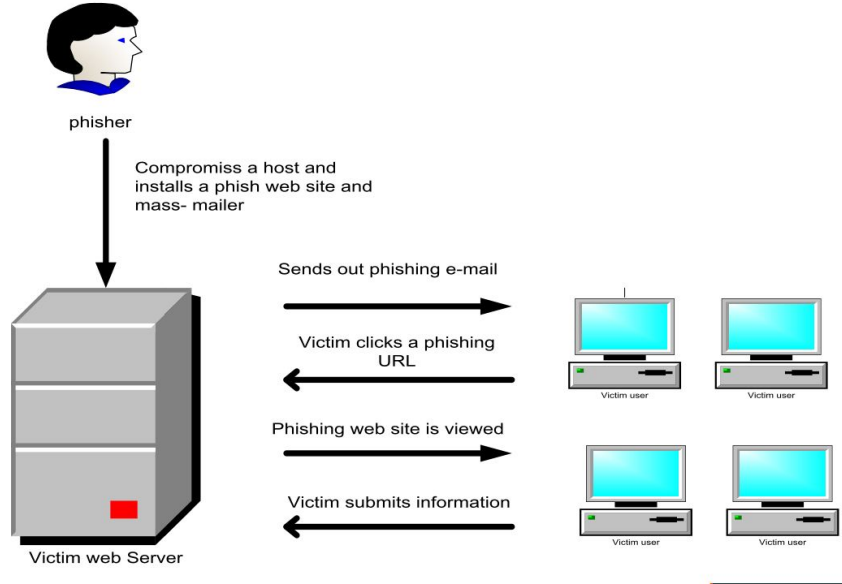 phisher
Compromiss a host and
installs a phish web site and
mass- mailer
Sends out phishing e-mail
Victim clicks a phishing
URL
Phishing web site is viewed
Victim submits information
Victim web Server
Victim user
Victim user
Victim user
Victim user